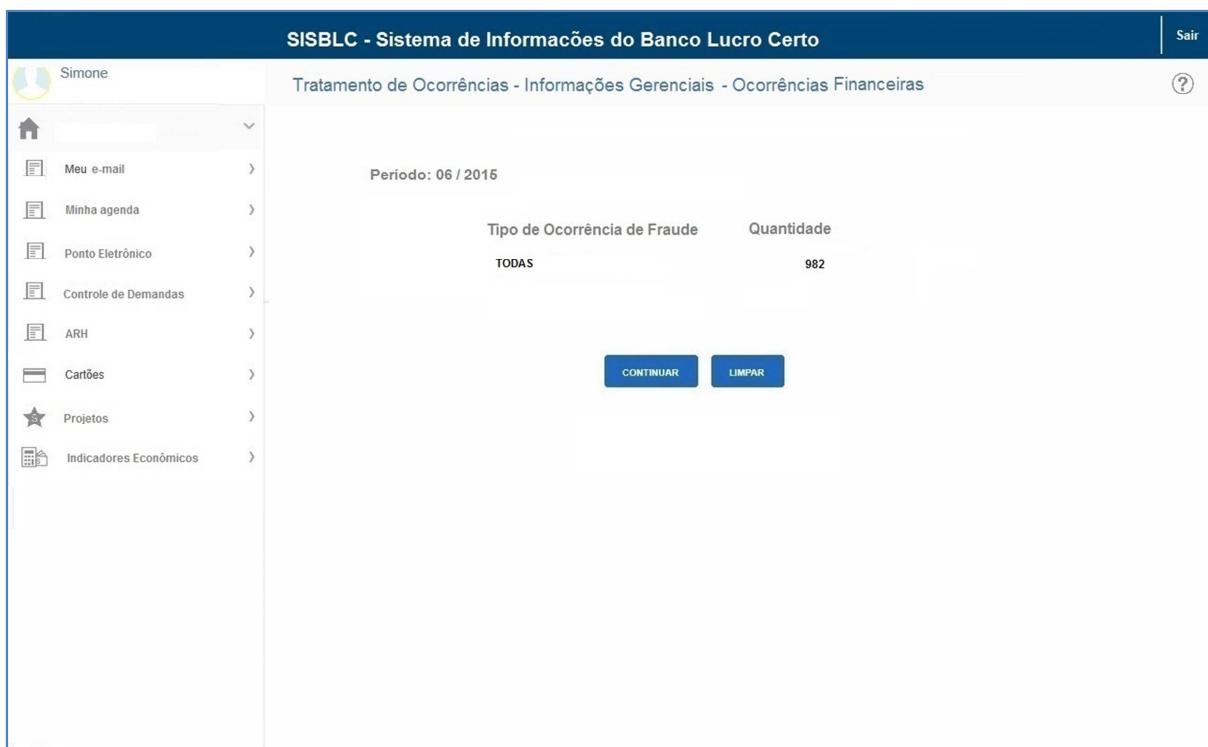 SISBLC - Sistema de Informacões do Banco Lucro Certo
Sair
Simone
Tratamento de Ocorrências - Informações Gerenciais - Ocorrências Financeiras
?
Meu e-mail
Minha agenda
Ponto Eletrônico
Controle de Demandas
ARH
Cartões
Projetos
Indicadores Econômicos
Período: 06 / 2015
Tipo de Ocorrência de Fraude Quantidade
TODAS 982
CONTINUAR LIMPAR